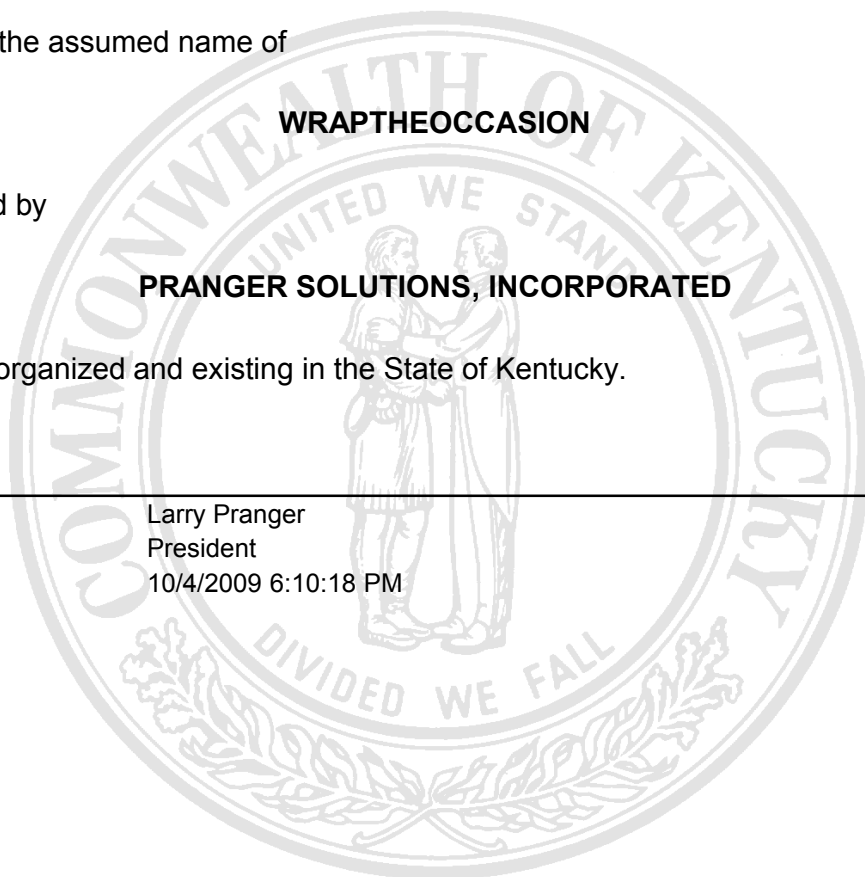 the assumed name of
WRAPTHEOCCASION
d by
PRANGER SOLUTIONS, INCORPORATED
organized and existing in the State of Kentucky.
Larry Pranger
President
10/4/2009 6:10:18 PM
COMMONWEALTH OF KENTUCKY
UNITED WE STAND
DIVIDED WE FALL